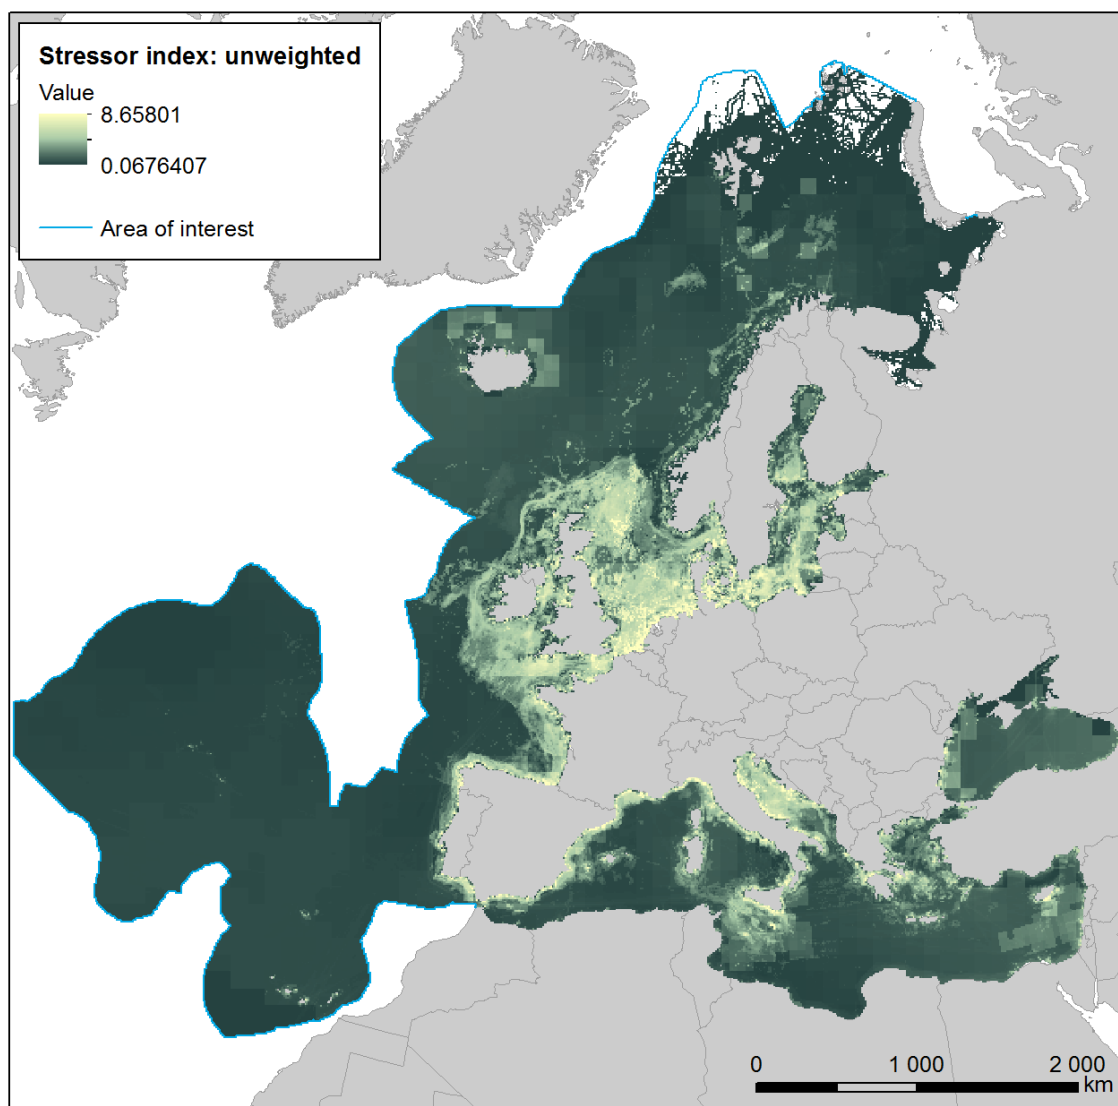 Stressor index: unweighted
Value
8.65801
0.0676407
Area of interest
0 1 000 2 000
km